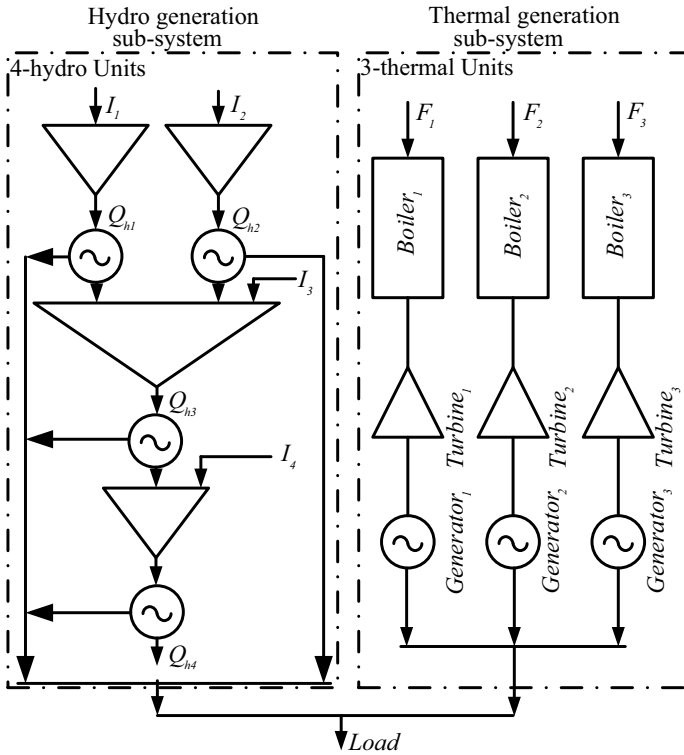 Hydro generation
sub-system
Thermal generation
sub-system
4-hydro Units
3-thermal Units
I1
I2
F1
F2
F3
Qh1
Qh2
Boiler1
Boiler2
Boiler3
I3
Qh3
I4
Turbine1
Turbine2
Turbine3
Generator1
Generator2
Generator3
Qh4
Load